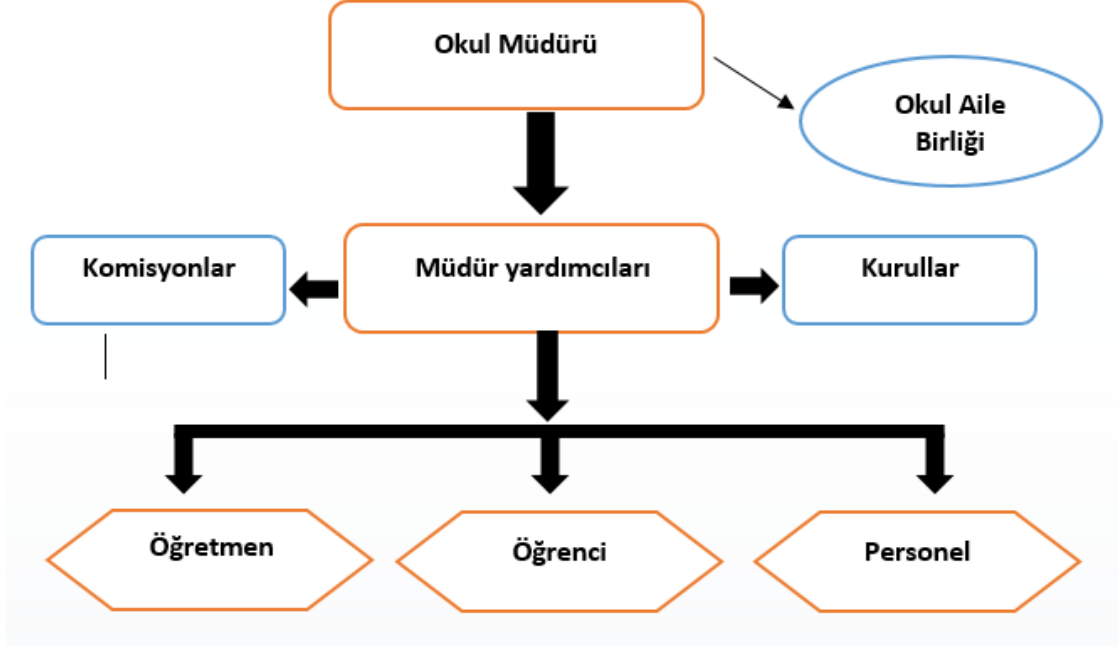 Okul Müdürü
Okul Aile
Birliği
Komisyonlar
Müdür yardımcıları
Kurullar
Öğretmen
Öğrenci
Personel